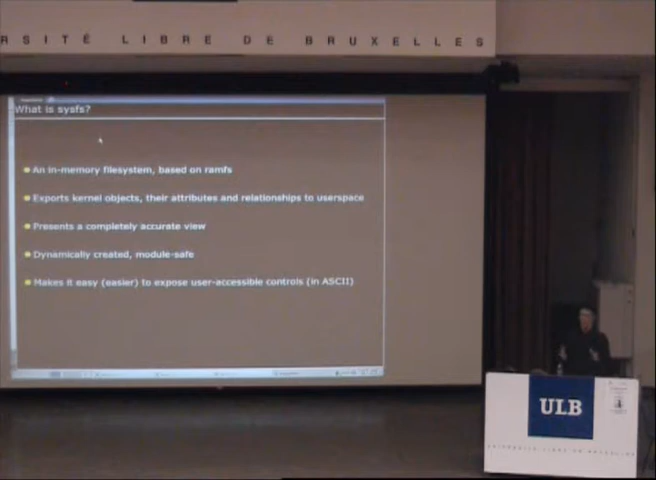 RSITÉ LIBRE DE BRUXELLES
What is sysfs?
An in-memory filesystem, based on ramfs
Exports kernel objects, their attributes and relationships to userspace
Presents a completely accurate view
Dynamically created, module-safe
Makes it easy (easier) to expose user-accessible controls (in ASCII)
ULB